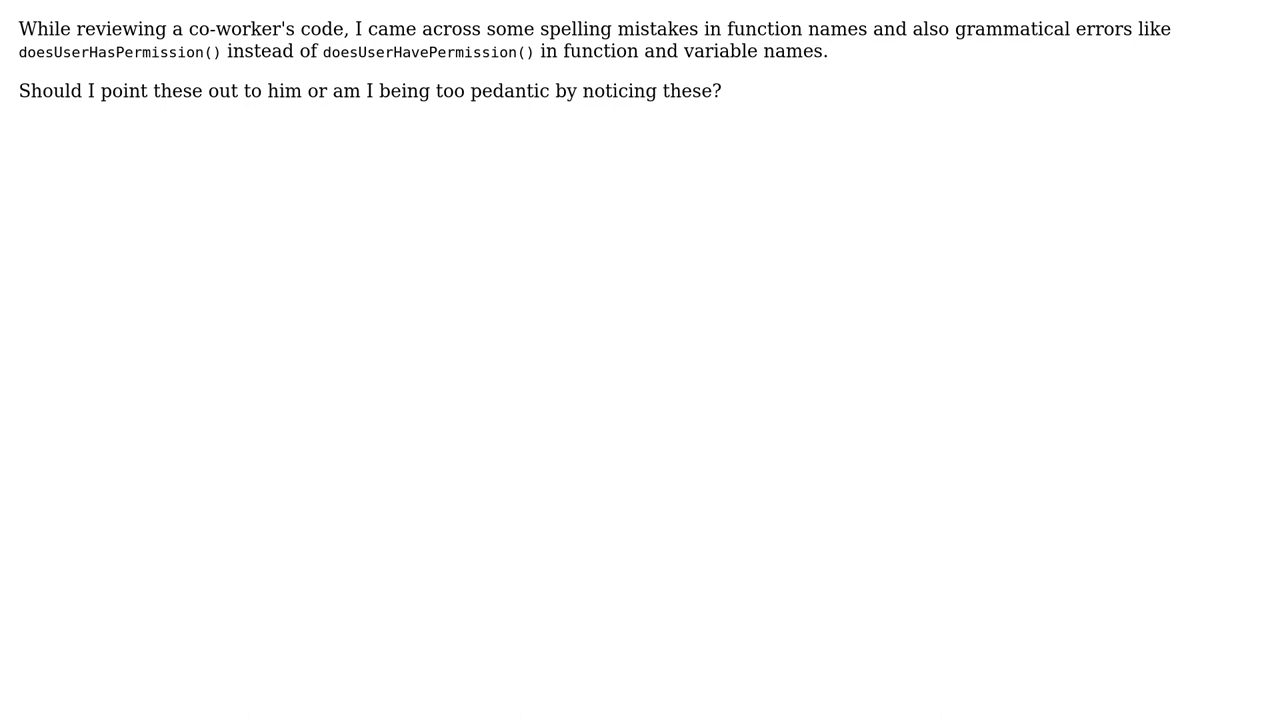 While reviewing a co-worker's code, I came across some spelling mistakes in function names and also grammatical errors like
doesUserHasPermission() instead of doesUserHavePermission() in function and variable names.
Should I point these out to him or am I being too pedantic by noticing these?